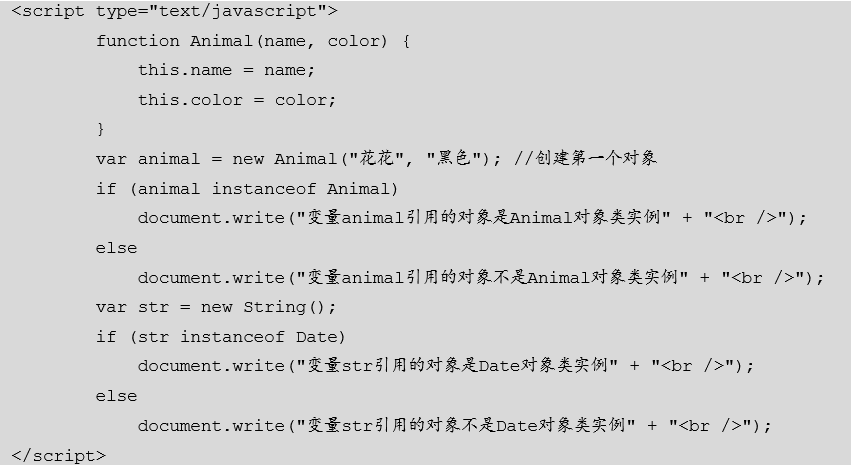 <script type="text/javascript">
function Animal(name, color) {
this.name = name;
this.color = color;
}
var animal = new Animal("花花", "黑色"); //创建第一个对象
if (animal instanceof Animal)
document.write("变量animal引用的对象是Animal对象类实例" + "<br />");
else
document.write("变量animal引用的对象不是Animal对象类实例" + "<br />");
var str = new String();
if (str instanceof Date)
document.write("变量str引用的对象是Date对象类实例" + "<br />");
else
document.write("变量str引用的对象不是Date对象类实例" + "<br />");
</script>